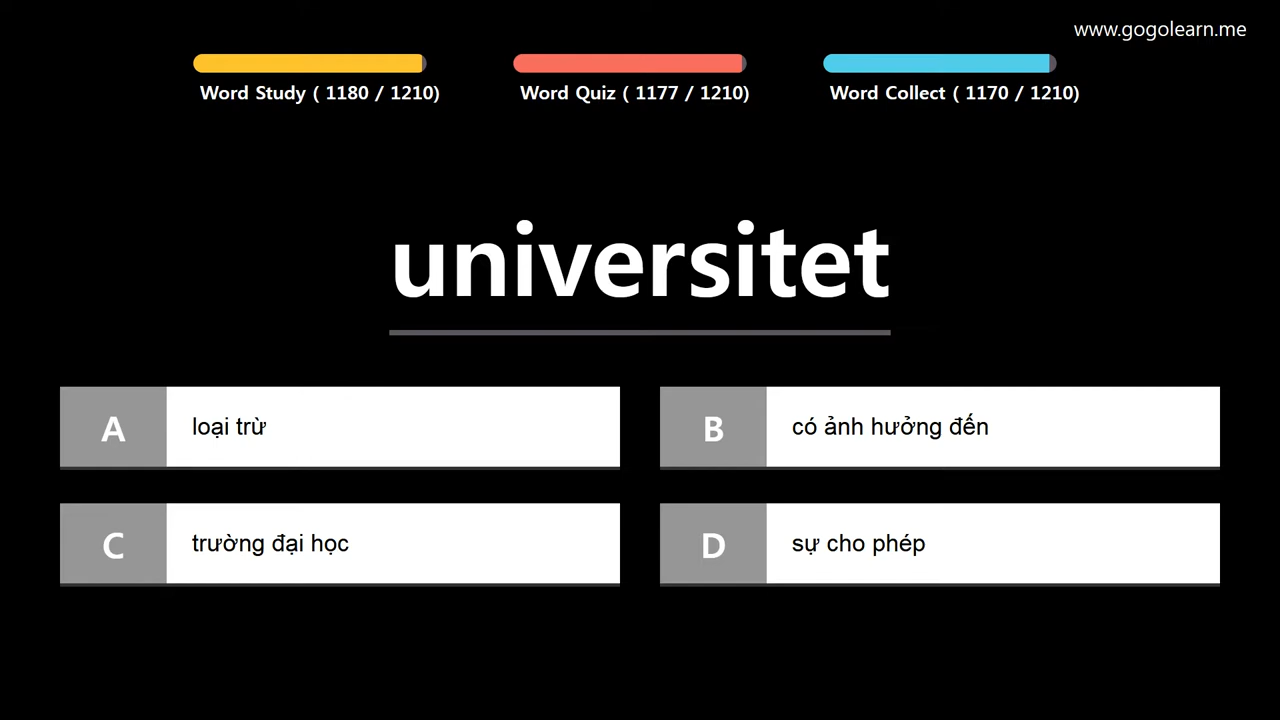 www.gogolearn.me
Word Study ( 1180 / 1210)
Word Quiz ( 1177 / 1210)
Word Collect ( 1170 / 1210)
universitet
A loại trừ
B có ảnh hưởng đến
C trường đại học
D sự cho phép